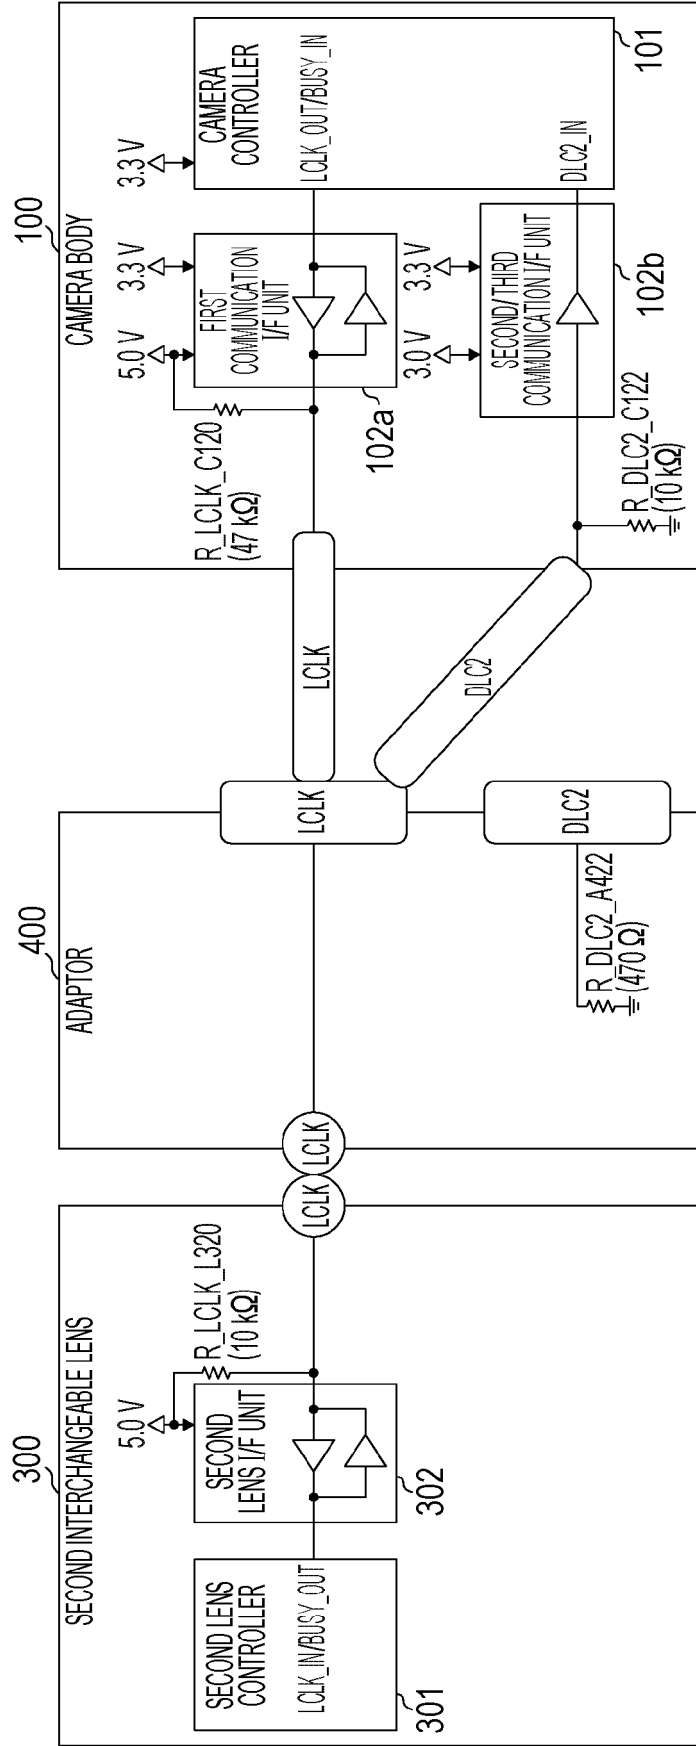 300
SECOND INTERCHANGEABLE LENS
5.0 V
R_LCLK_L320
(10 kΩ)
SECOND LENS
CONTROLLER
LCLK_IN/BUSY_OUT
301
SECOND
LENS I/F UNIT
302
LCLK
400
ADAPTOR
LCLK
LCLK
DLC2
R_DLC2_A422
(470 Ω)
LCLK
DLC2
100
CAMERA BODY
5.0 V
3.3 V
3.3 V
R_LCLK_C120
(47 kΩ)
FIRST
COMMUNICATION
I/F UNIT
102a
CAMERA
CONTROLLER
LCLK_OUT/BUSY_IN
DLC2_IN
101
3.0 V
3.3 V
SECOND/THIRD
COMMUNICATION I/F UNIT
102b
R_DLC2_C122
(10 kΩ)